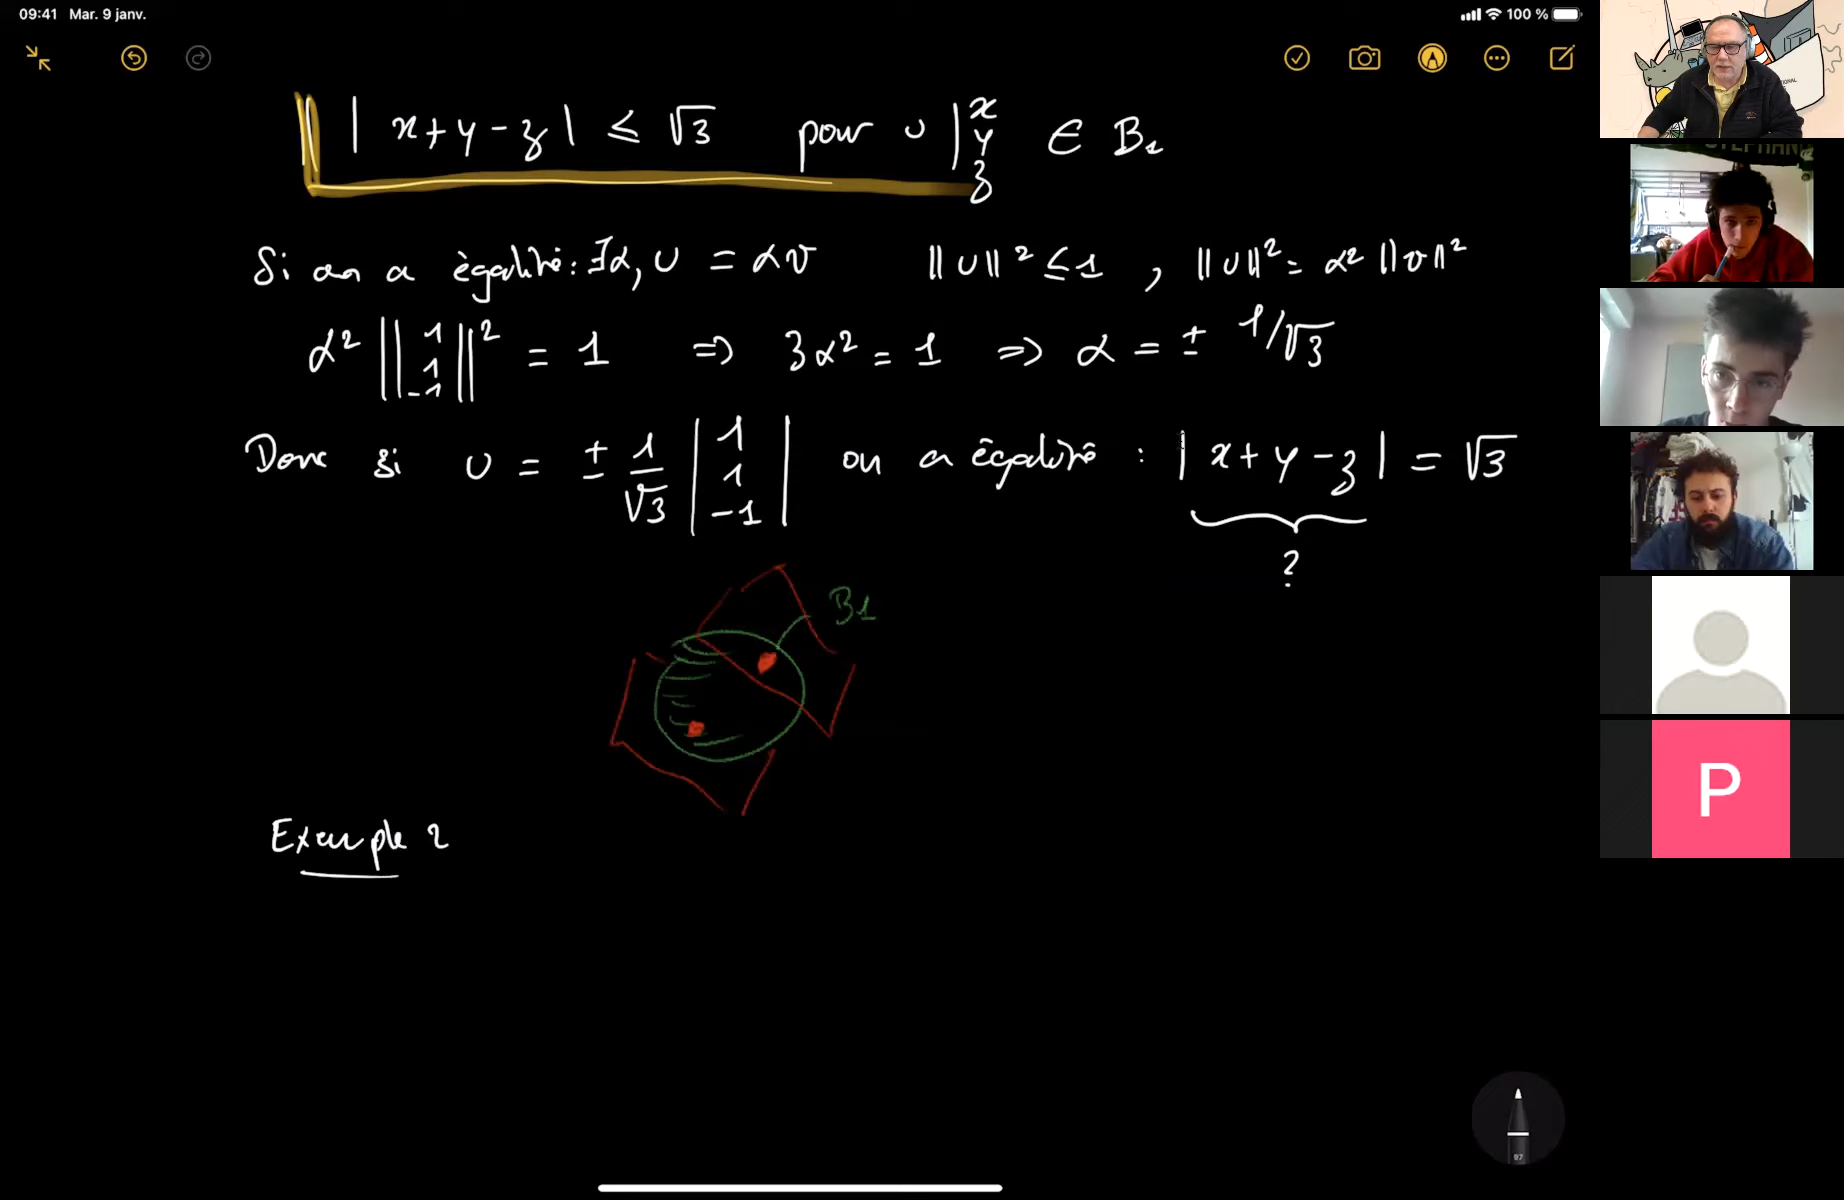 09:41 Mar. 9 janv. 100 %
| x+y-z | ≤ √3 pour u | x y z ∈ B₁
Si on a égalité : ∃α, u = αv ||u||² ≤ 1 , ||u||² = α² ||v||²
α² || 1 1 -1 ||² = 1 ⇒ 3α² = 1 ⇒ α = ± 1/√3
Donc si u = ± 1/√3 | 1 1 -1 | on a égalité : | x+y-z | = √3
?
B1
Exemple 2
P
97